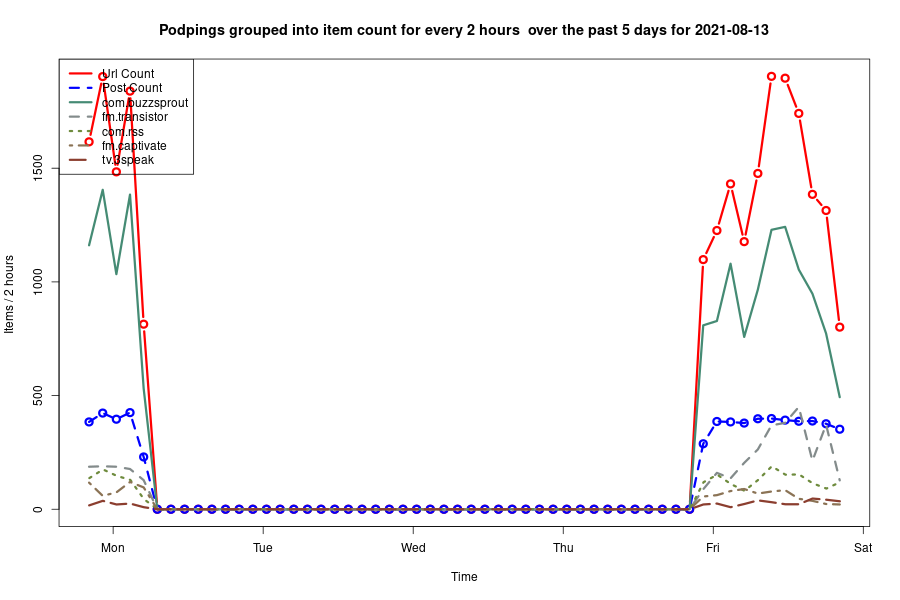 Podpings grouped into item count for every 2 hours  over the past 5 days for 2021-08-13
Url Count
Post Count
com.buzzsprout
fm.transistor
com.rss
fm.captivate
tv.3speak
Items / 2 hours
1500
1000
500
0
Mon
Tue
Wed
Thu
Fri
Sat
Time